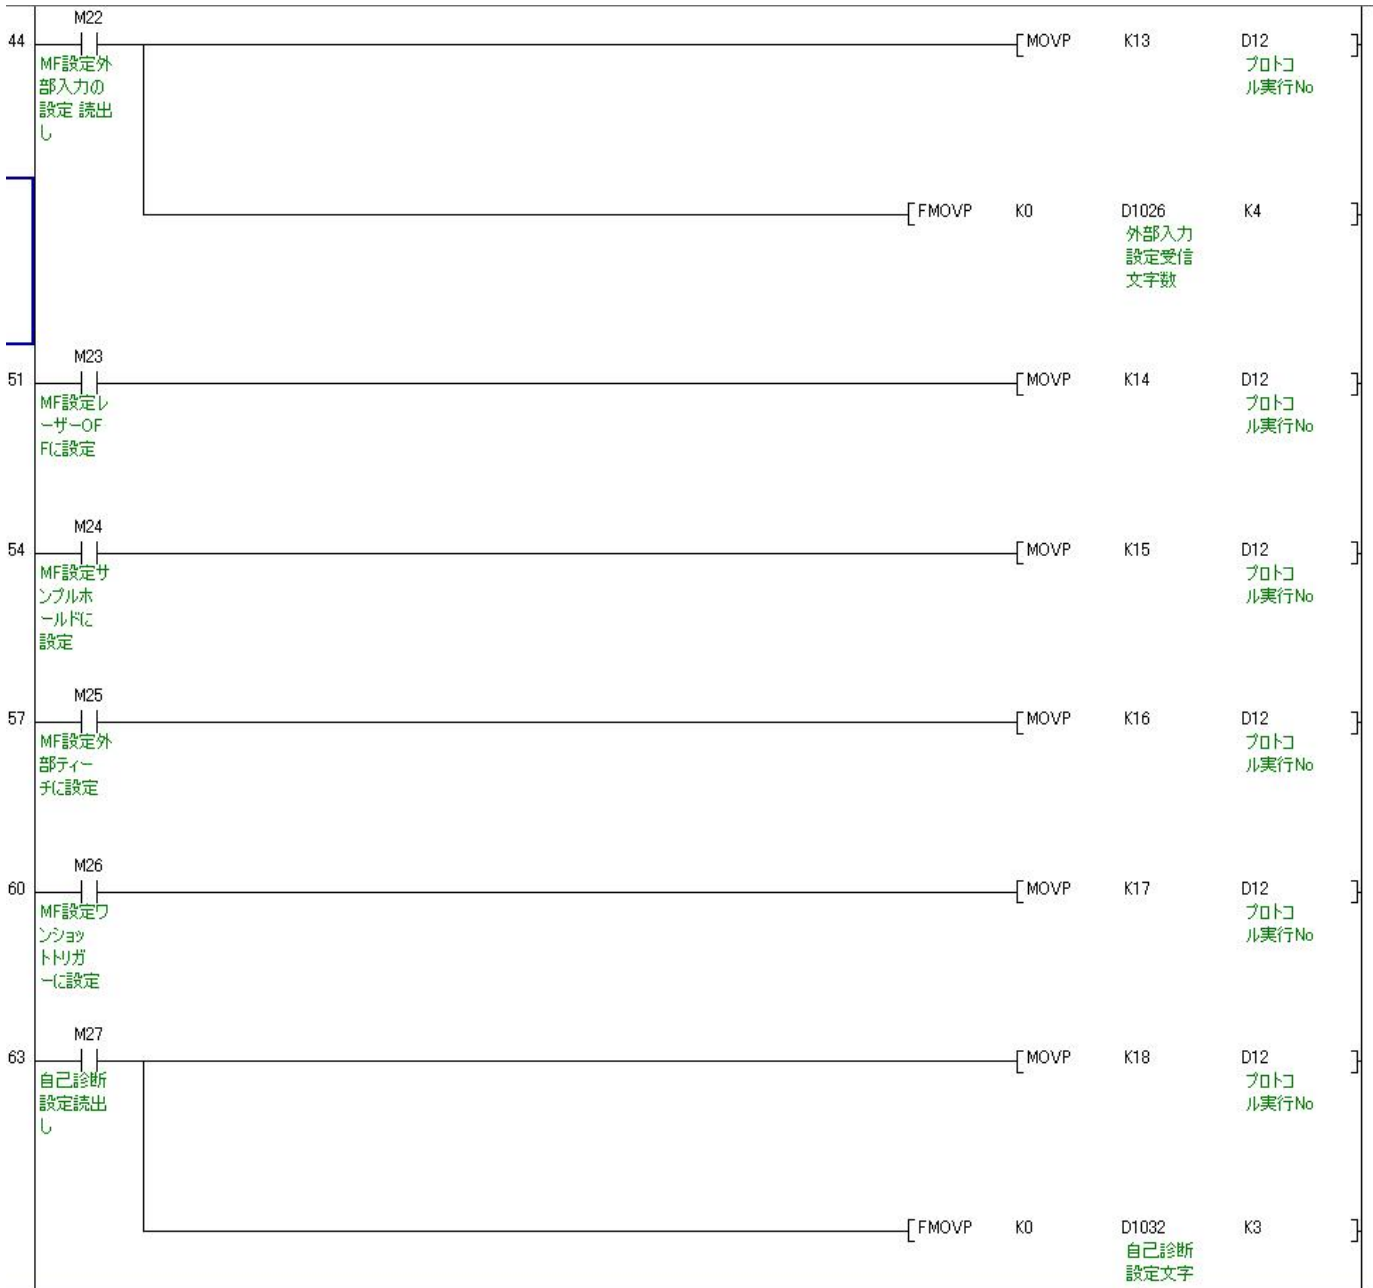 M22
44 [ MOVP K13 D12 ]
MF設定外
部入力の
設定 読出
し
プロトコ
ル実行No
[ FMOVP K0 D1026 K4 ]
外部入力
設定受信
文字数
M23
51 [ MOVP K14 D12 ]
MF設定レ
ーザーOF
Fに設定
プロトコ
ル実行No
M24
54 [ MOVP K15 D12 ]
MF設定サ
ンプルホ
ールドに
設定
プロトコ
ル実行No
M25
57 [ MOVP K16 D12 ]
MF設定外
部ティー
チに設定
プロトコ
ル実行No
M26
60 [ MOVP K17 D12 ]
MF設定ワ
ンショッ
トトリガ
ーに設定
プロトコ
ル実行No
M27
63 [ MOVP K18 D12 ]
自己診断
設定読出
し
プロトコ
ル実行No
[ FMOVP K0 D1032 K3 ]
自己診断
設定文字